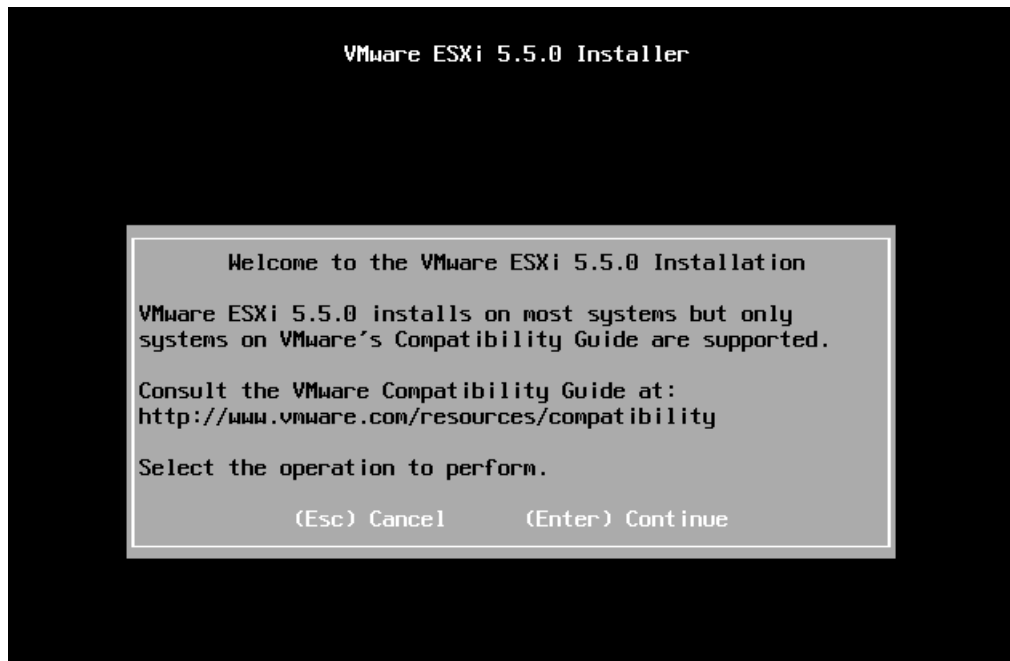 VMware ESXi 5.5.0 Installer
Welcome to the VMware ESXi 5.5.0 Installation
VMware ESXi 5.5.0 installs on most systems but only
systems on VMware's Compatibility Guide are supported.
Consult the VMware Compatibility Guide at:
http://www.vmware.com/resources/compatibility
Select the operation to perform.
(Esc) Cancel (Enter) Continue